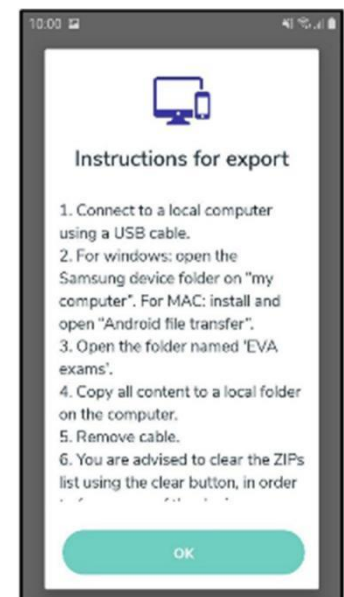 10:00
Instructions for export
1. Connect to a local computer
using a USB cable.
2. For windows: open the
Samsung device folder on "my
computer". For MAC: install and
open "Android file transfer".
3. Open the folder named 'EVA
exams'.
4. Copy all content to a local folder
on the computer.
5. Remove cable.
6. You are advised to clear the ZIPs
list using the clear button, in order
OK